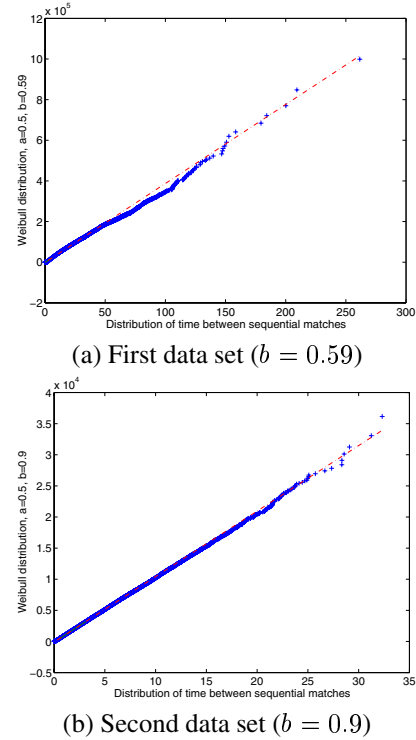 x 10^5
12
10
8
6
4
2
0
−2
Weibull distribution, a=0.5, b=0.59
0 50 100 150 200 250 300
Distribution of time between sequential matches
(a) First data set (b = 0.59)
x 10^4
4
3.5
3
2.5
2
1.5
1
0.5
0
−0.5
Weibull distribution, a=0.5, b=0.9
0 5 10 15 20 25 30 35
Distribution of time between sequential matches
(b) Second data set (b = 0.9)